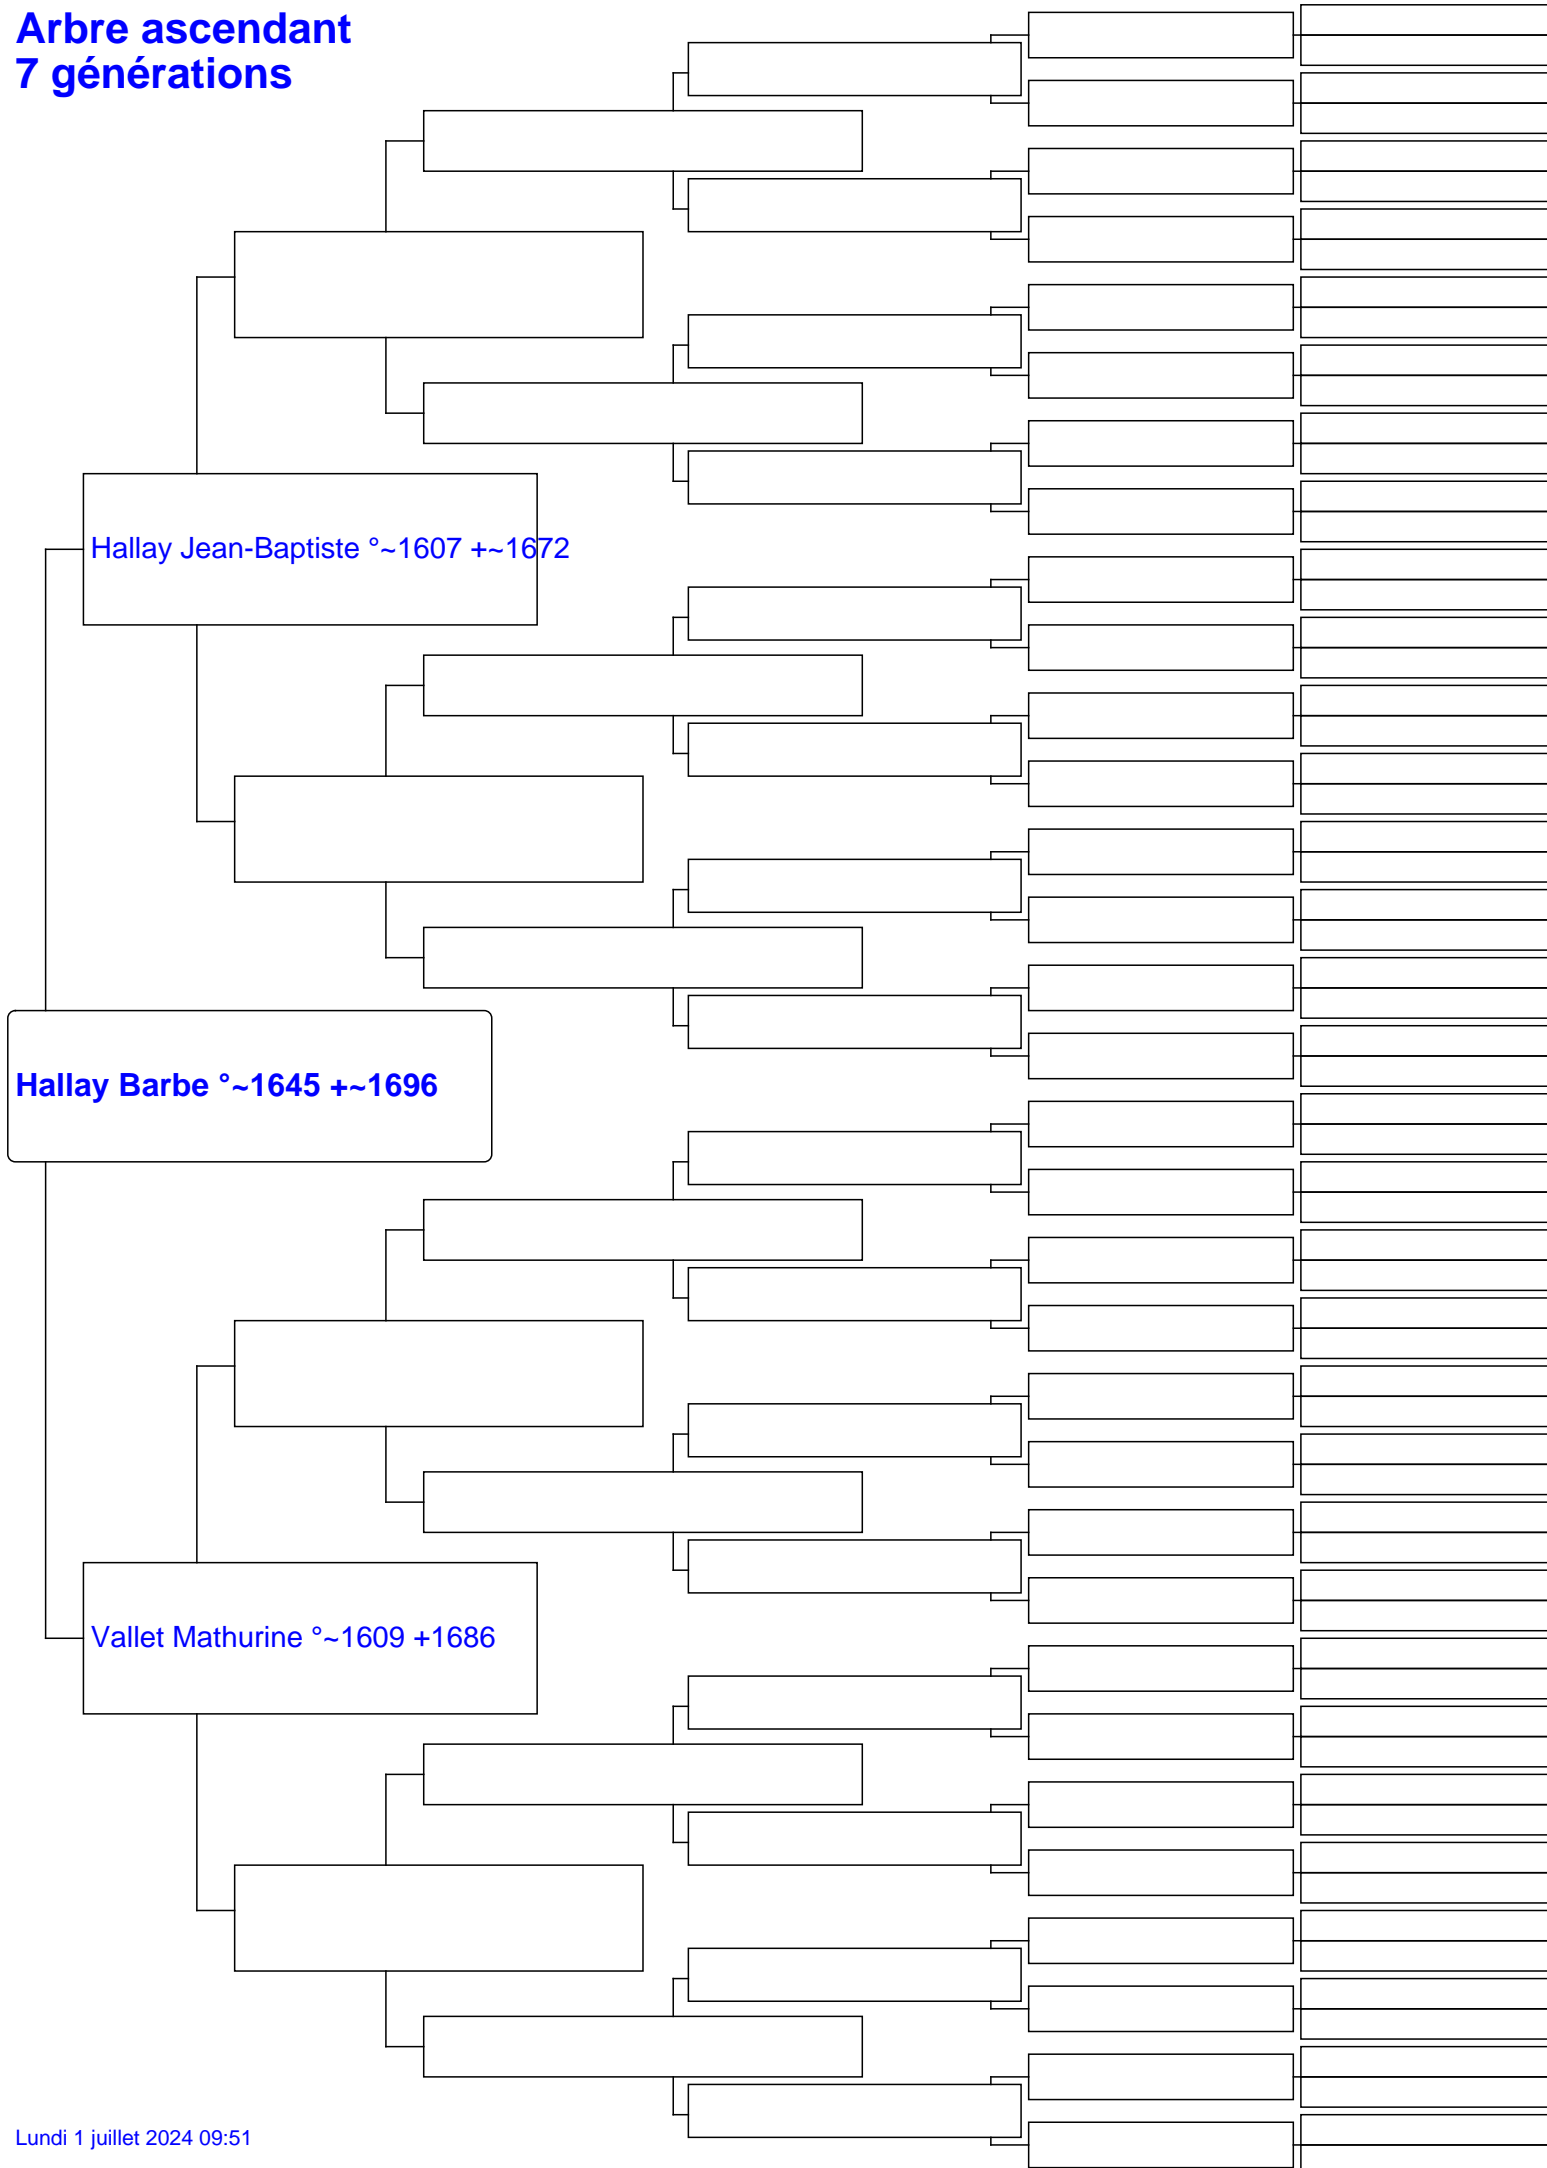 Arbre ascendant
7 générations
Hallay Jean-Baptiste °~1607 +~1672
Hallay Barbe °~1645 +~1696
Vallet Mathurine °~1609 +1686
Lundi 1 juillet 2024 09:51